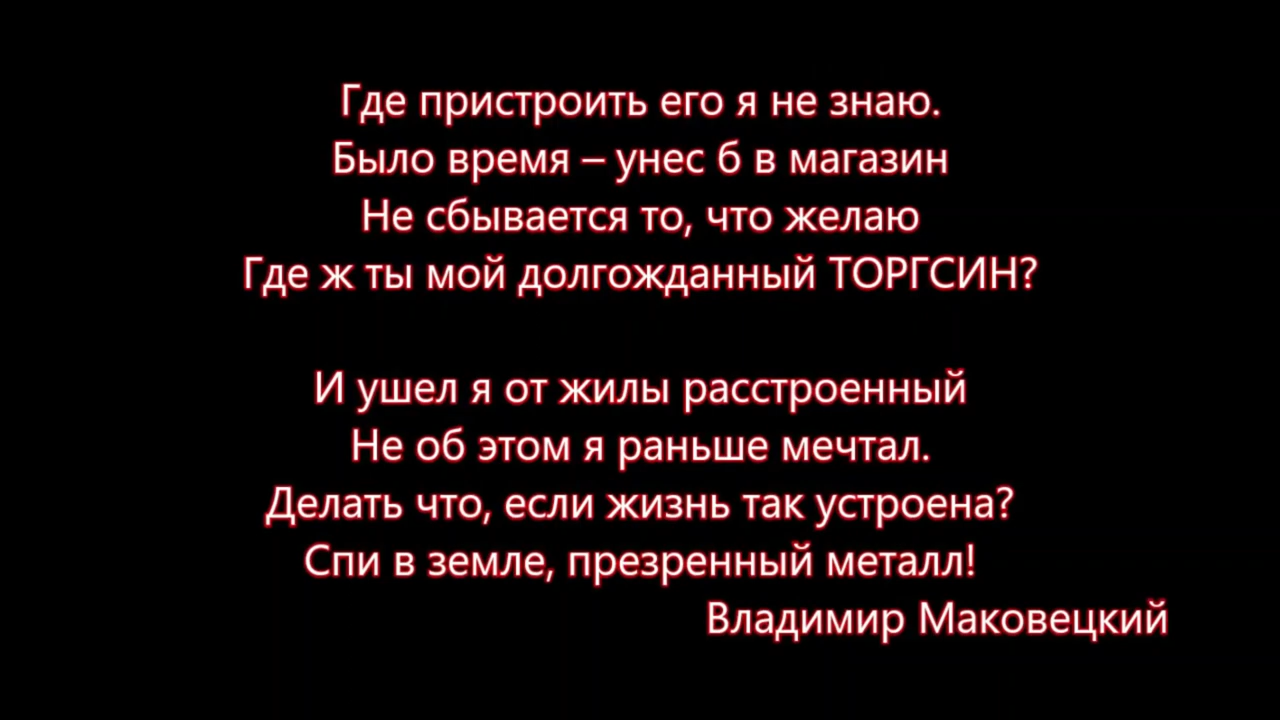 Где пристроить его я не знаю.
Было время – унес б в магазин
Не сбывается то, что желаю
Где ж ты мой долгожданный ТОРГСИН?
И ушел я от жилы расстроенный
Не об этом я раньше мечтал.
Делать что, если жизнь так устроена?
Спи в земле, презренный металл!
Владимир Маковецкий